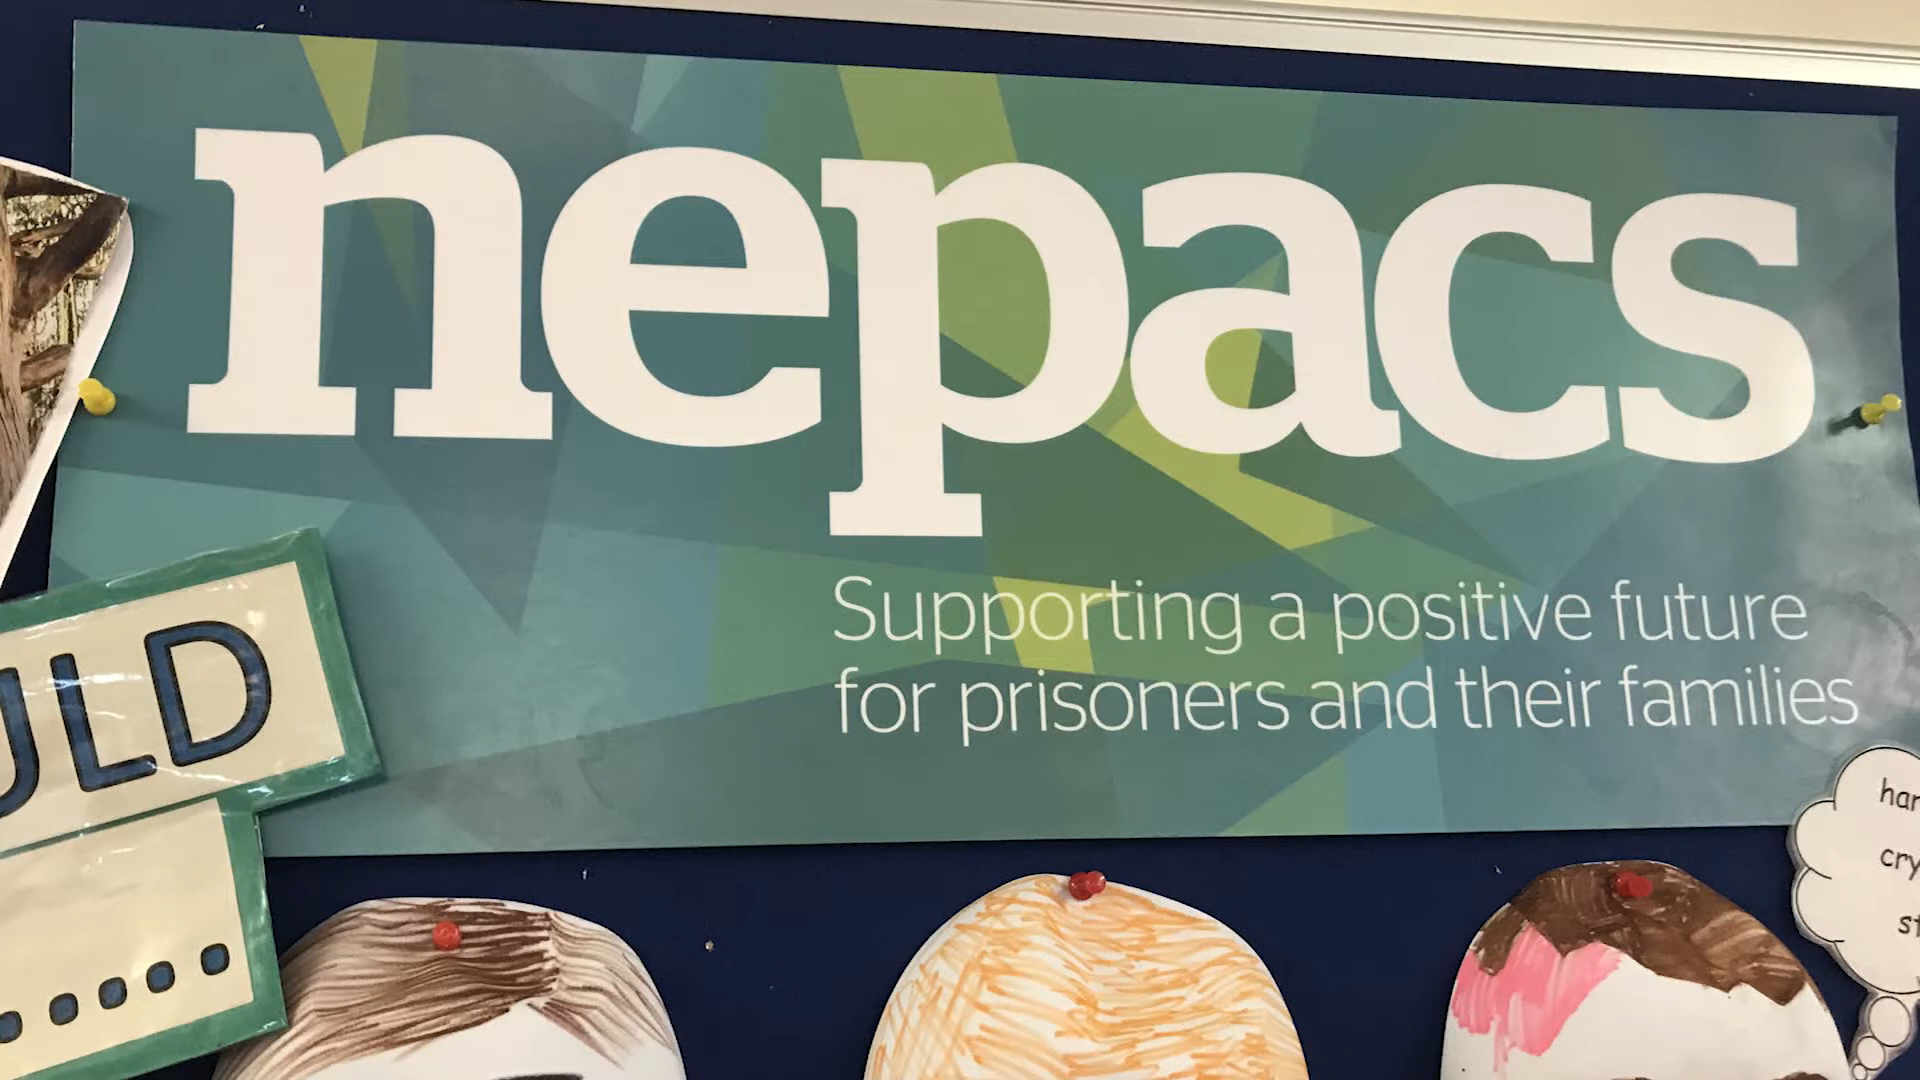 nepacs
Supporting a positive future
for prisoners and their families
ULD
.....